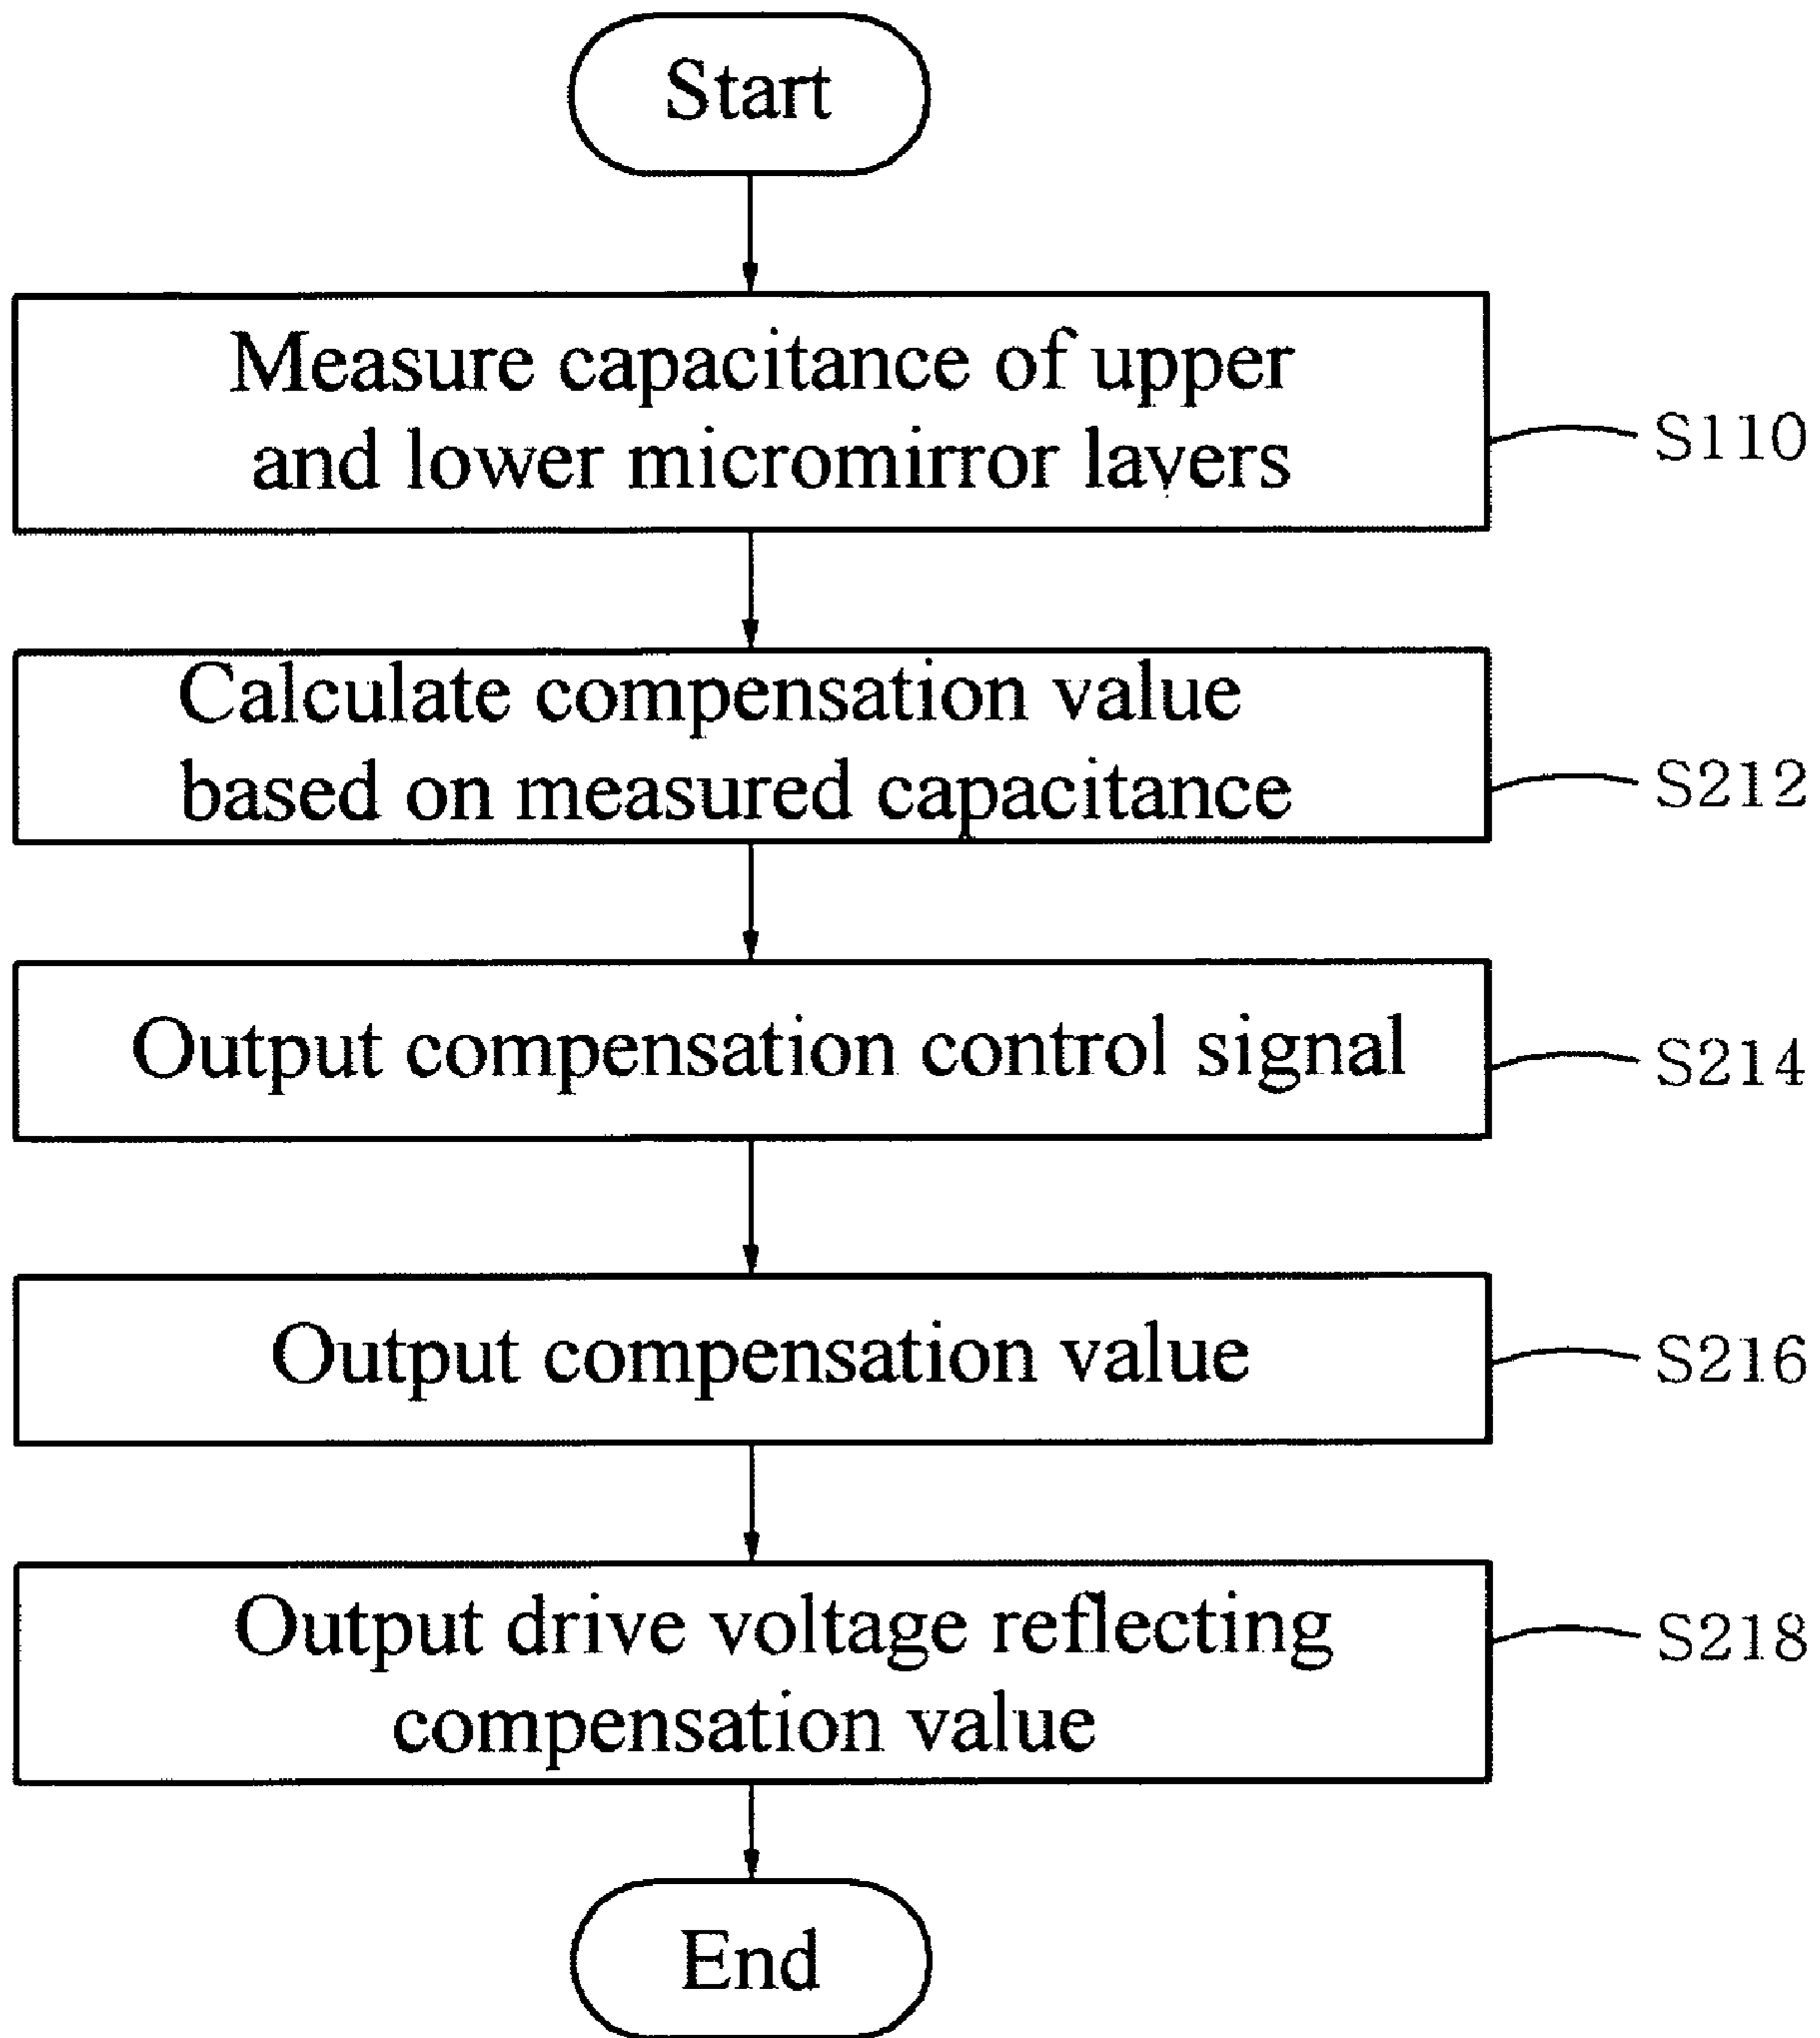 Start
Measure capacitance of upper
and lower micromirror layers
S110
Calculate compensation value
based on measured capacitance
S212
Output compensation control signal
S214
Output compensation value
S216
Output drive voltage reflecting
compensation value
S218
End